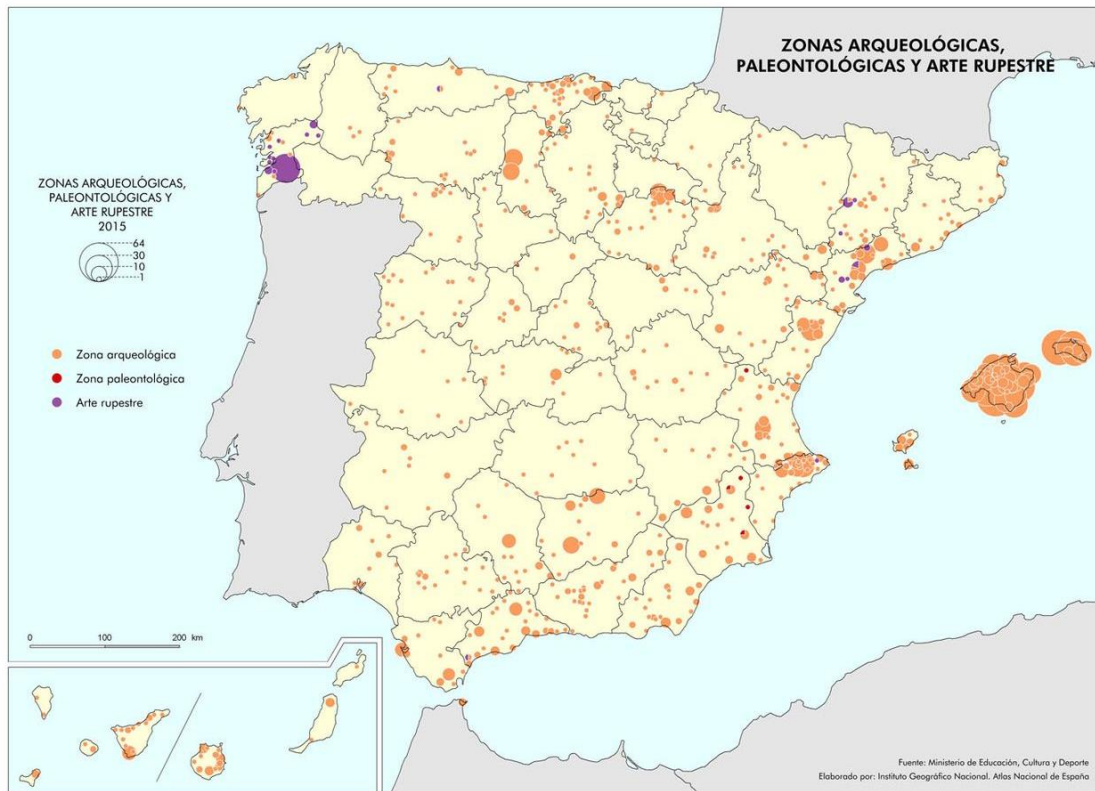 ZONAS ARQUEOLÓGICAS,
PALEONTOLÓGICAS Y ARTE RUPESTRE
ZONAS ARQUEOLÓGICAS,
PALEONTOLÓGICAS Y
ARTE RUPESTRE
2015
64
30
10
1
Zona arqueológica
Zona paleontológica
Arte rupestre
0 100 200 km
Fuente: Ministerio de Educación, Cultura y Deporte
Elaborado por: Instituto Geográfico Nacional. Atlas Nacional de España